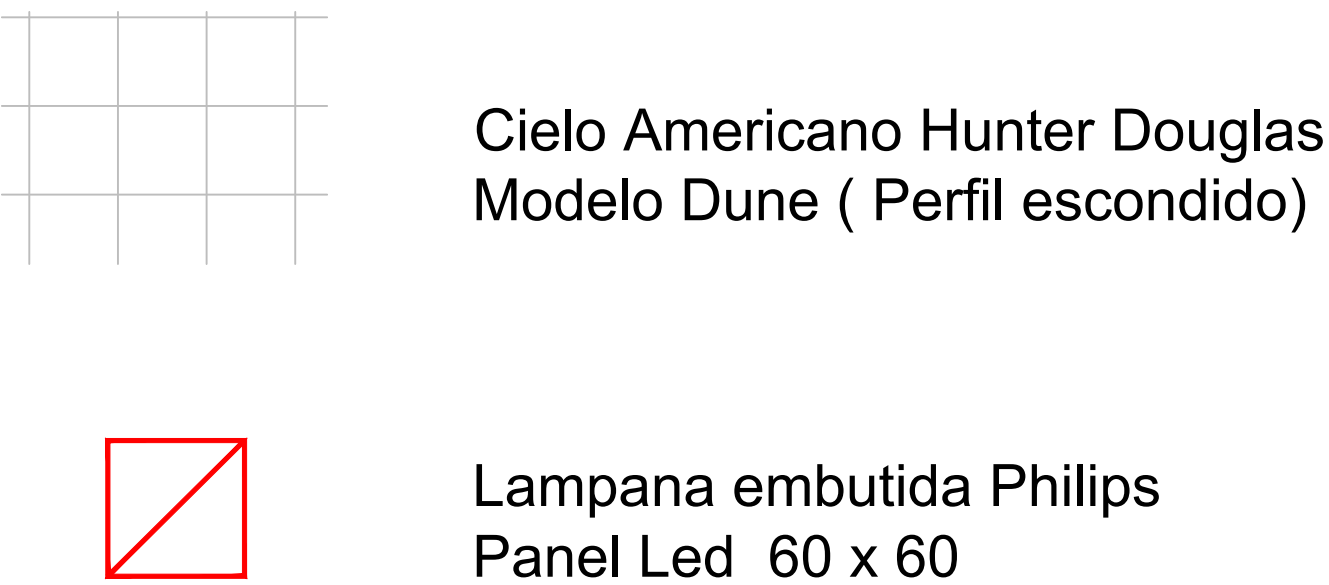 Cielo Americano Hunter Douglas
Modelo Dune ( Perfil escondido)
Lampana embutida Philips
Panel Led  60 x 60